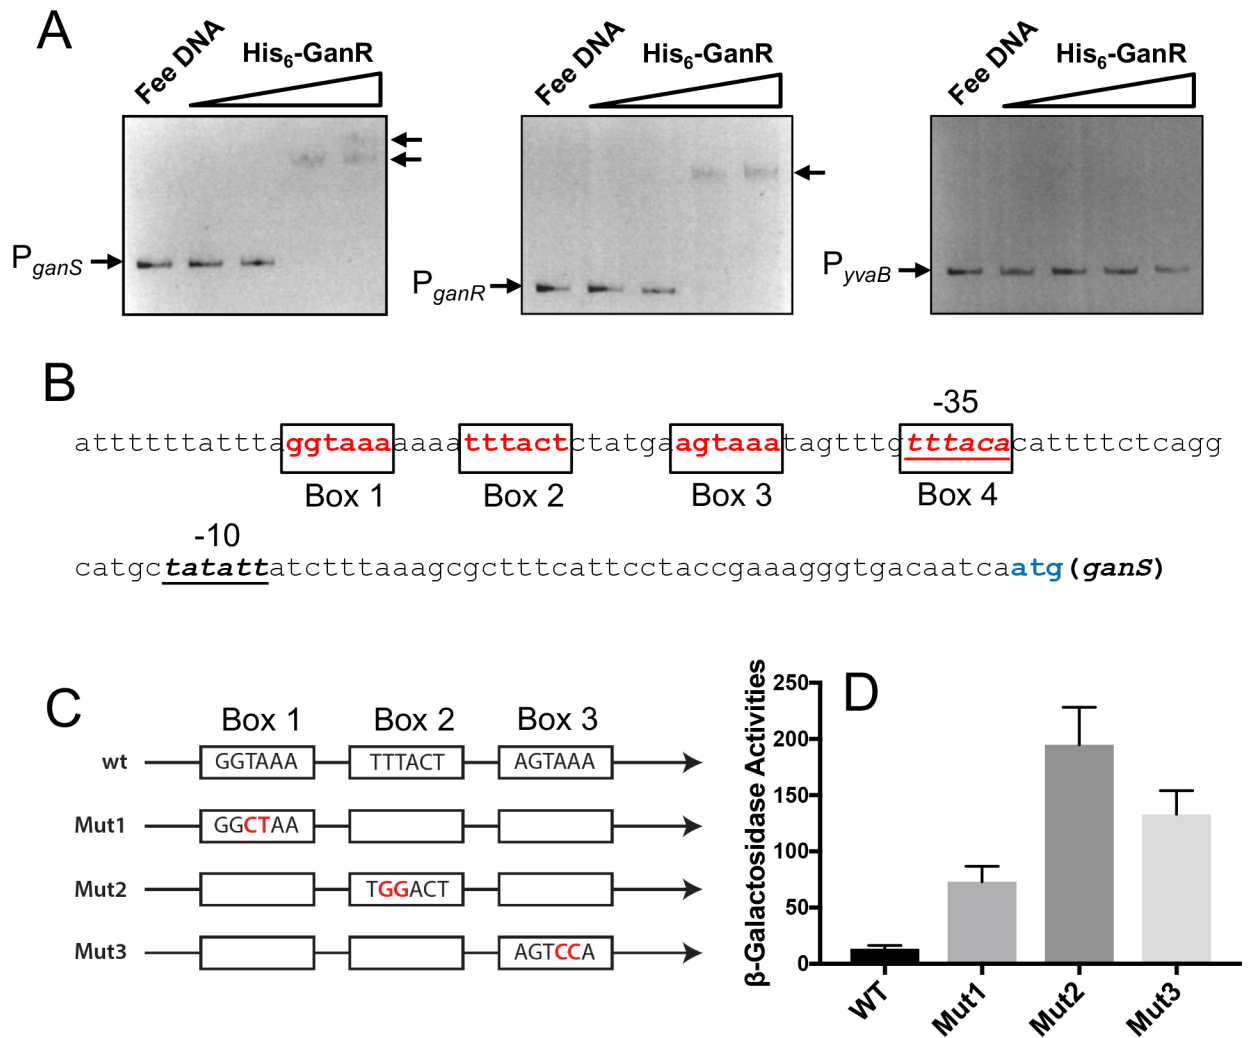 A
Fee DNA
His6-GanR
Fee DNA
His6-GanR
Fee DNA
His6-GanR
PganS
PganR
PyvaB
B
-35
attttttatttaggtaaaaaaatttactctatgaagtaaatagtttgtttacacattttctcagg
Box 1
Box 2
Box 3
Box 4
-10
catgctatattatctttaaagcgctttcattcctaccgaaagggtgacaatcaatg(ganS)
C
Box 1
Box 2
Box 3
wt
GGTAAA
TTTACT
AGTAAA
Mut1
GGCTAA
Mut2
TGGACT
Mut3
AGTCCA
D
β-Galactosidase Activities
250
200
150
100
50
0
WT
Mut1
Mut2
Mut3